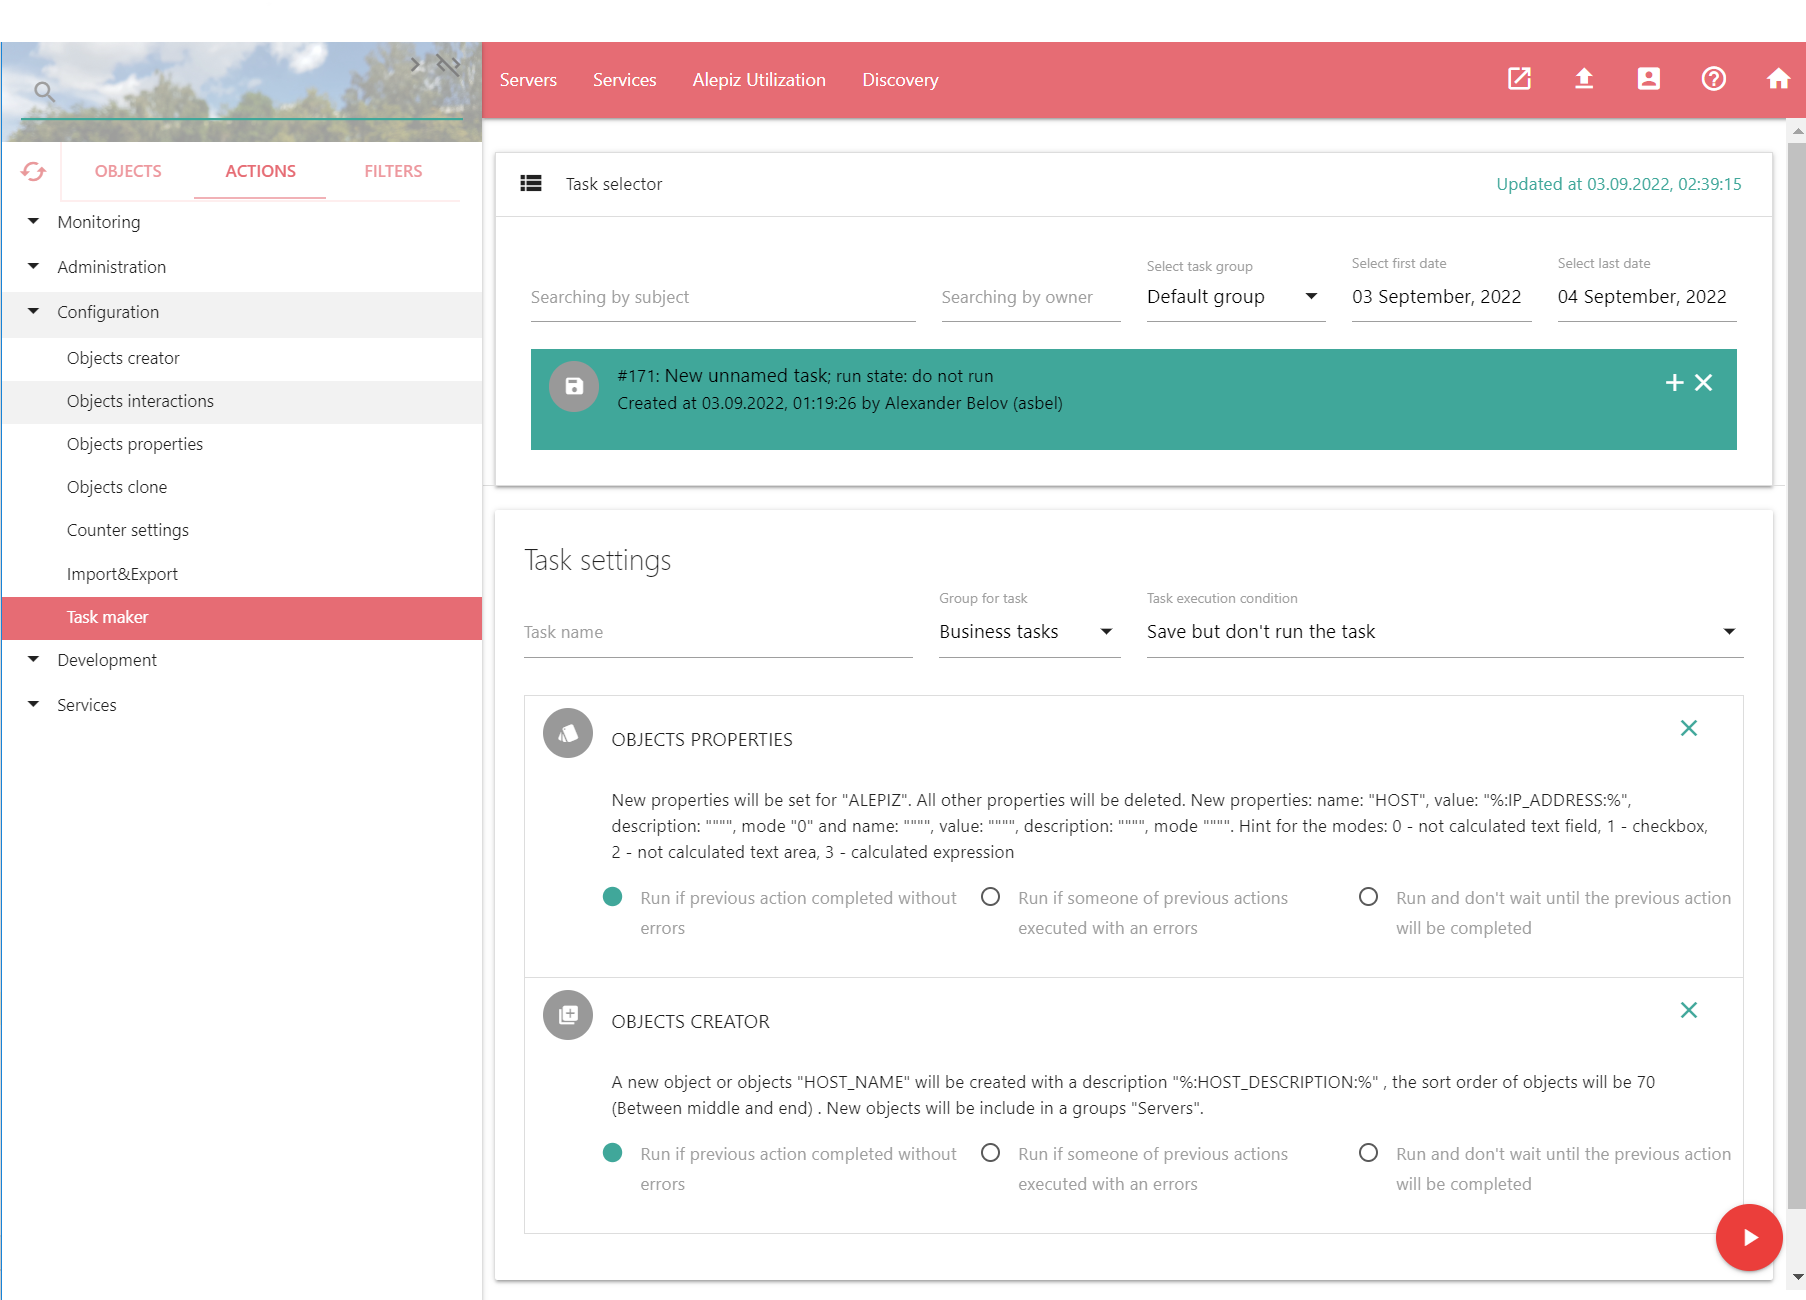 Servers
Services
Alepiz Utilization
Discovery
OBJECTS
ACTIONS
FILTERS
Monitoring
Administration
Configuration
Objects creator
Objects interactions
Objects properties
Objects clone
Counter settings
Import&Export
Task maker
Development
Services
Task selector
Updated at 03.09.2022, 02:39:15
Searching by subject
Searching by owner
Select task group
Default group
Select first date
03 September, 2022
Select last date
04 September, 2022
#171: New unnamed task; run state: do not run
Created at 03.09.2022, 01:19:26 by Alexander Belov (asbel)
Task settings
Task name
Group for task
Business tasks
Task execution condition
Save but don't run the task
OBJECTS PROPERTIES
New properties will be set for "ALEPIZ". All other properties will be deleted. New properties: name: "HOST", value: "%:IP_ADDRESS:%",
description: """", mode "0" and name: """", value: """", description: """", mode """". Hint for the modes: 0 - not calculated text field, 1 - checkbox,
2 - not calculated text area, 3 - calculated expression
Run if previous action completed without
errors
Run if someone of previous actions
executed with an errors
Run and don't wait until the previous action
will be completed
OBJECTS CREATOR
A new object or objects "HOST_NAME" will be created with a description "%:HOST_DESCRIPTION:%" , the sort order of objects will be 70
(Between middle and end) . New objects will be include in a groups "Servers".
Run if previous action completed without
errors
Run if someone of previous actions
executed with an errors
Run and don't wait until the previous action
will be completed